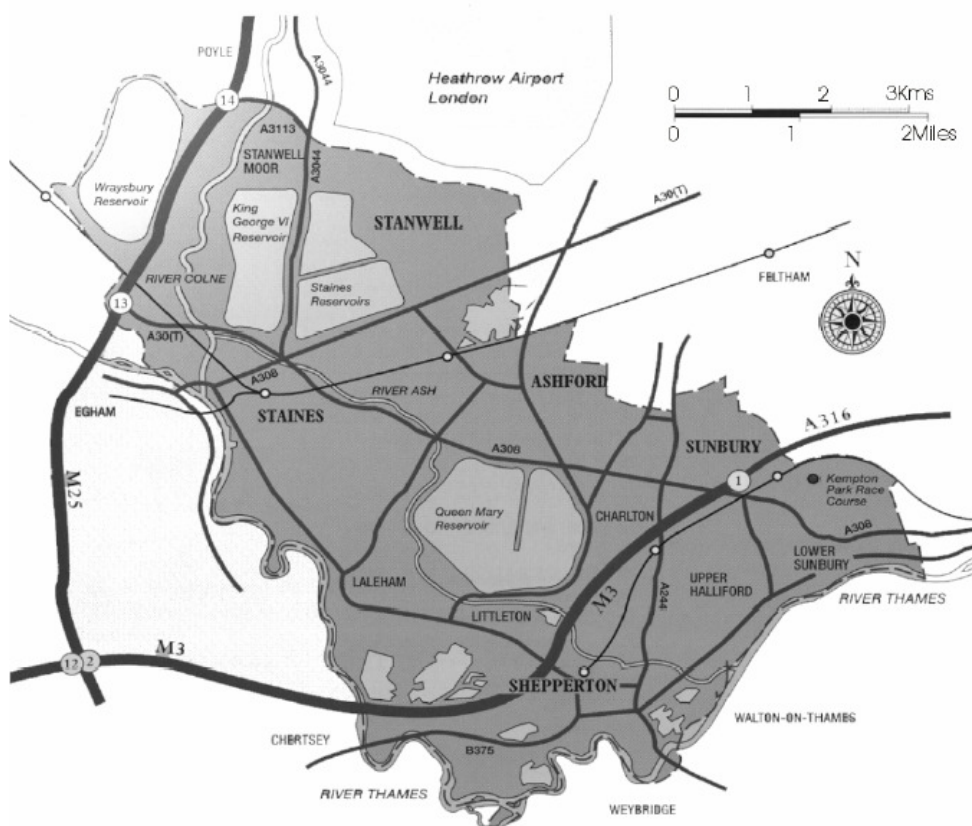 POYLE
A3044
Heathrow Airport
London
0 1 2 3Kms
0 1 2Miles
14
A3113
STANWELL
MOOR
A3044
Wraysbury
Reservoir
King
George VI
Reservoir
STANWELL
A30(T)
FELTHAM
N
RIVER COLNE
Staines
Reservoirs
13
A30(T)
A308
RIVER ASH
ASHFORD
EGHAM
STAINES
SUNBURY
A316
A308
1
Kempton
Park Race
Course
M25
Queen Mary
Reservoir
CHARLTON
A308
LOWER
SUNBURY
LALEHAM
UPPER
HALLIFORD
A244
M3
LITTLETON
RIVER THAMES
12
2
M3
SHEPPERTON
WALTON-ON-THAMES
CHERTSEY
B375
RIVER THAMES
WEYBRIDGE